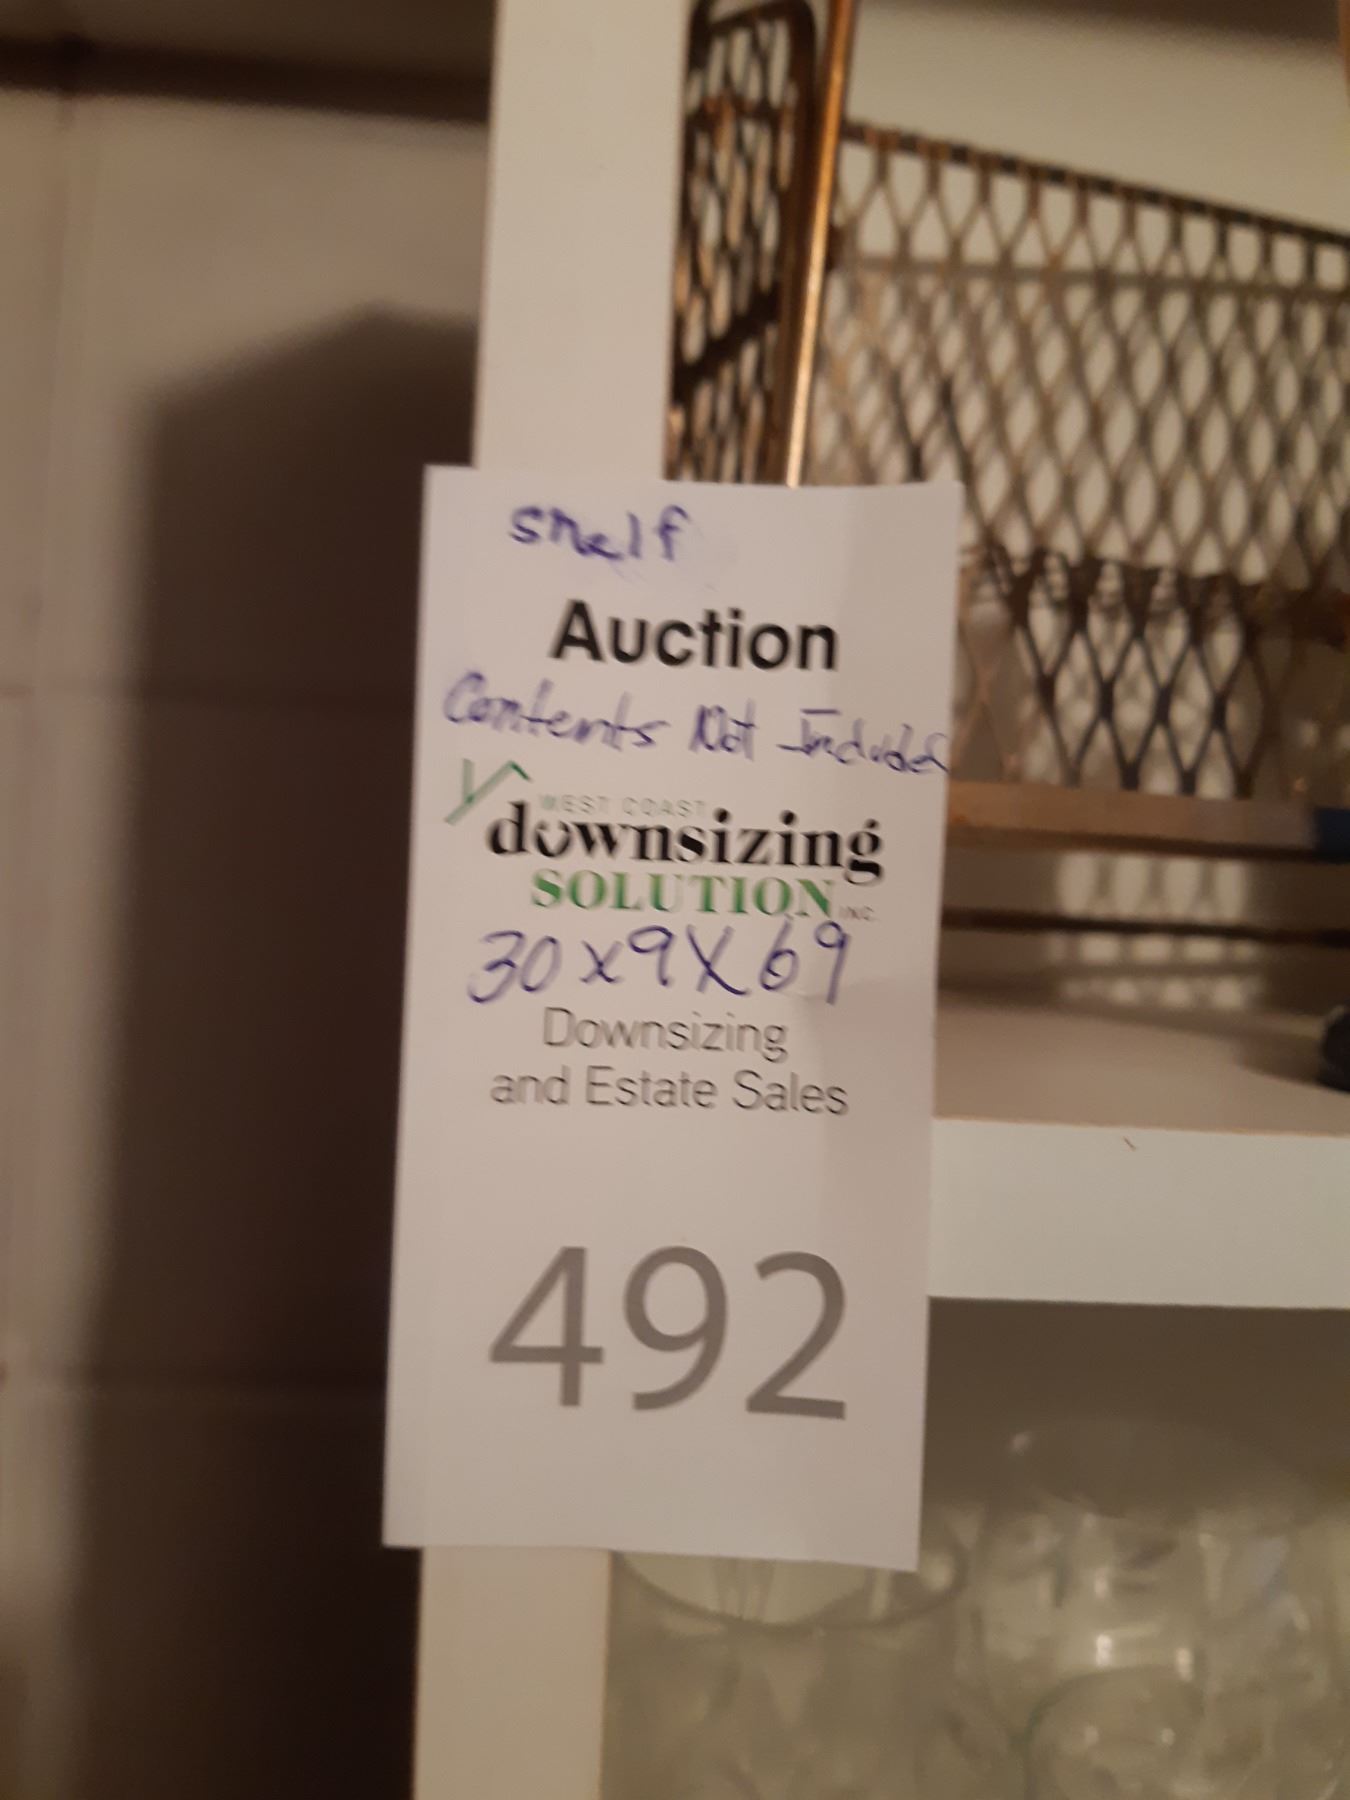 shelf
Auction
Contents Not Included
WEST COAST
downsizing
SOLUTION INC.
30x9x69
Downsizing
and Estate Sales
492